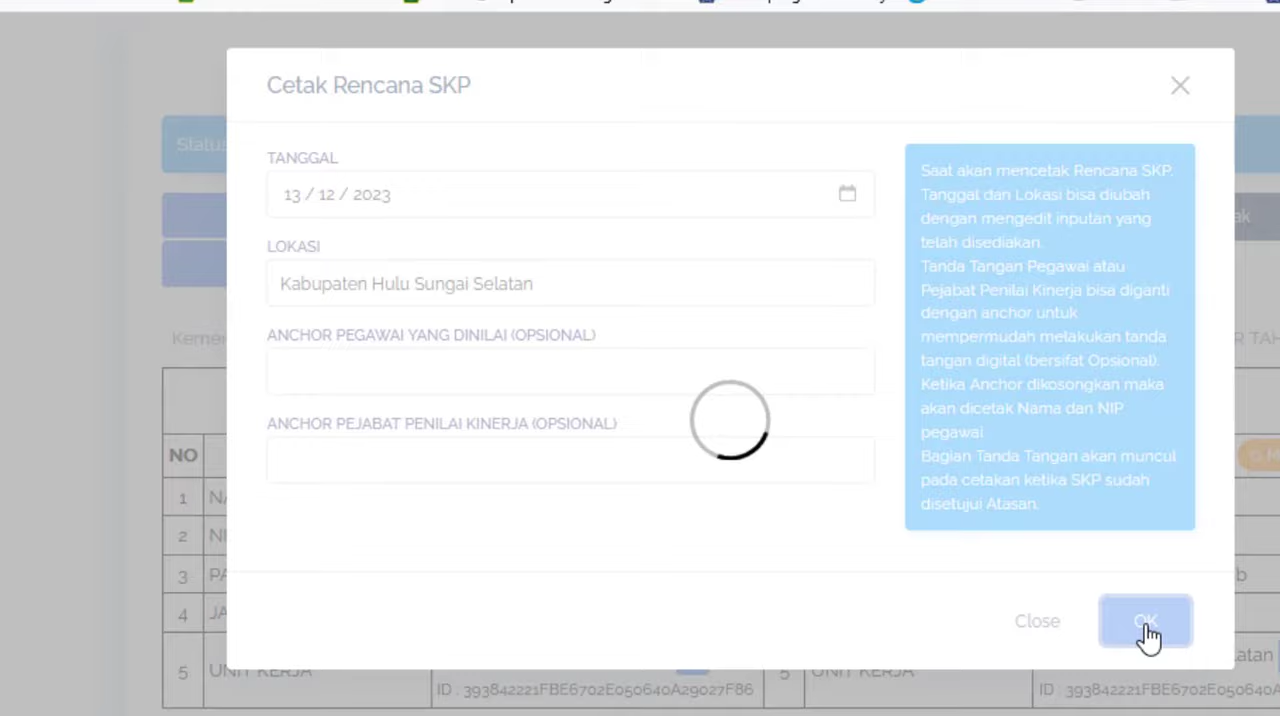 Cetak Rencana SKP
Status
TANGGAL
13 / 12 / 2023
LOKASI
Kabupaten Hulu Sungai Selatan
ANCHOR PEGAWAI YANG DINILAI (OPSIONAL)
ANCHOR PEJABAT PENILAI KINERJA (OPSIONAL)
Saat akan mencetak Rencana SKP.
Tanggal dan Lokasi bisa diubah
dengan mengedit inputan yang
telah disediakan.
Tanda Tangan Pegawai atau
Pejabat Penilai Kinerja bisa diganti
dengan anchor untuk
mempermudah melakukan tanda
tangan digital (bersifat Opsional).
Ketika Anchor dikosongkan maka
akan dicetak Nama dan NIP
pegawai
Bagian Tanda Tangan akan muncul
pada cetakan ketika SKP sudah
disetujui Atasan.
Close
OK
NO
1
2
3
4
5 UNIT KERJA
ID : 393842221FBE6702E050640A29027F86
5 UNIT KERJA